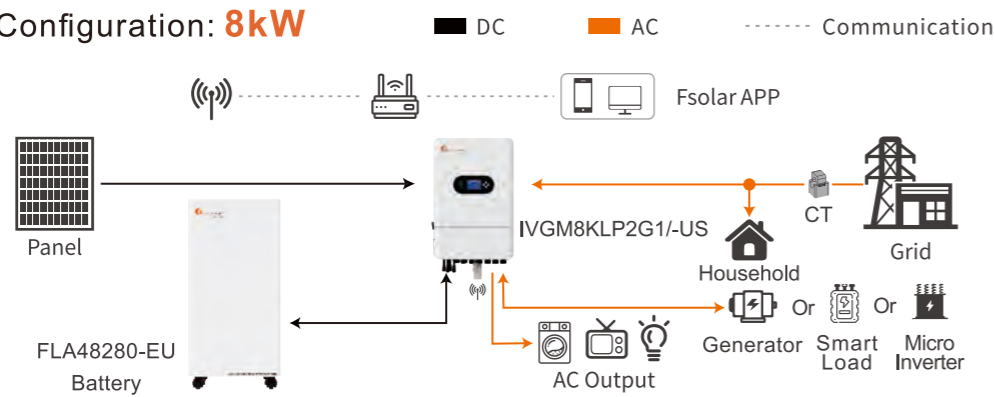 Configuration: 8kW
DC
AC
Communication
Fsolar APP
Panel
IVGM8KLP2G1/-US
CT
Grid
Household
FLA48280-EU
Battery
AC Output
Generator
Or
Smart
Load
Or
Micro
Inverter